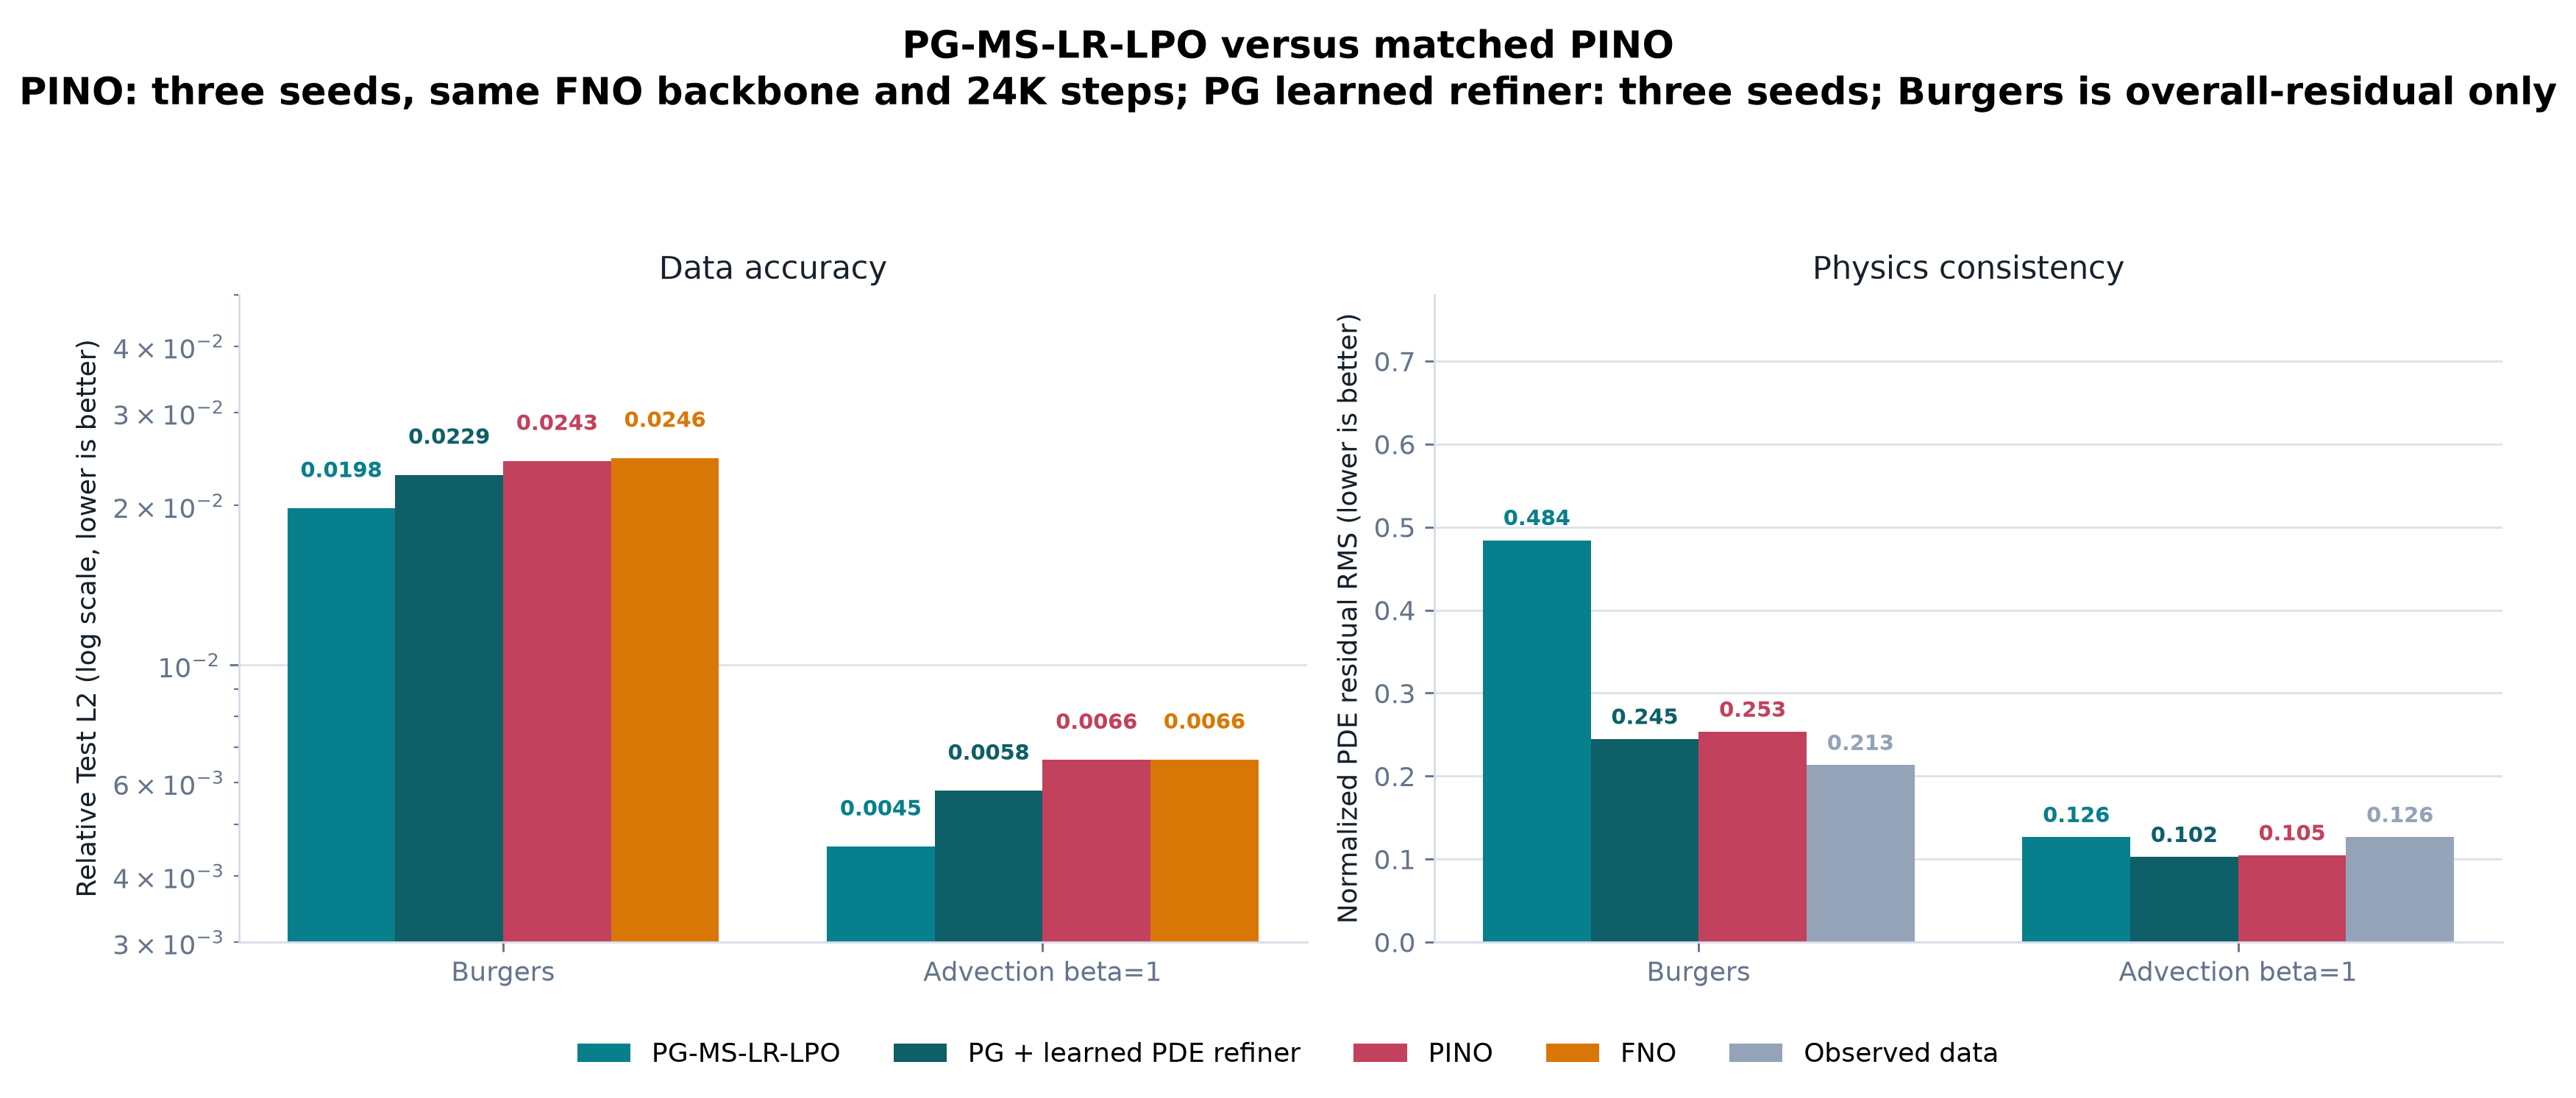 PG-MS-LR-LPO versus matched PINO
PINO: three seeds, same FNO backbone and 24K steps; PG learned refiner: three seeds; Burgers is overall-residual only
Data accuracy
Relative Test L2 (log scale, lower is better)
4 × 10⁻²
3 × 10⁻²
2 × 10⁻²
10⁻²
6 × 10⁻³
4 × 10⁻³
3 × 10⁻³
0.0198
0.0229
0.0243
0.0246
0.0045
0.0058
0.0066
0.0066
Burgers
Advection beta=1
Physics consistency
Normalized PDE residual RMS (lower is better)
0.7
0.6
0.5
0.4
0.3
0.2
0.1
0.0
0.484
0.245
0.253
0.213
0.126
0.102
0.105
0.126
Burgers
Advection beta=1
PG-MS-LR-LPO
PG + learned PDE refiner
PINO
FNO
Observed data